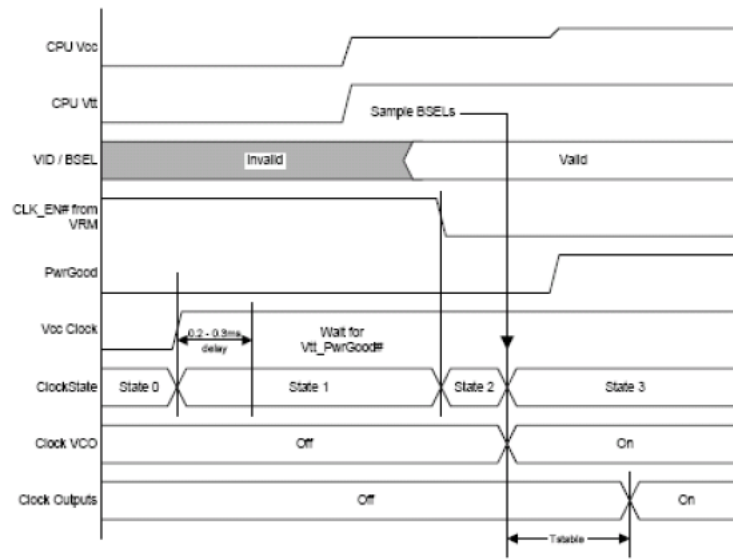 CPU Vcc
CPU Vtt
Sample BSELs
VID / BSEL
Invalid
Valid
CLK_EN# from
VRM
PwrGood
Vcc Clock
0.2 - 0.3ms
delay
Wait for
Vtt_PwrGood#
ClockState
State 0
State 1
State 2
State 3
Clock VCO
Off
On
Clock Outputs
Off
On
Tstable